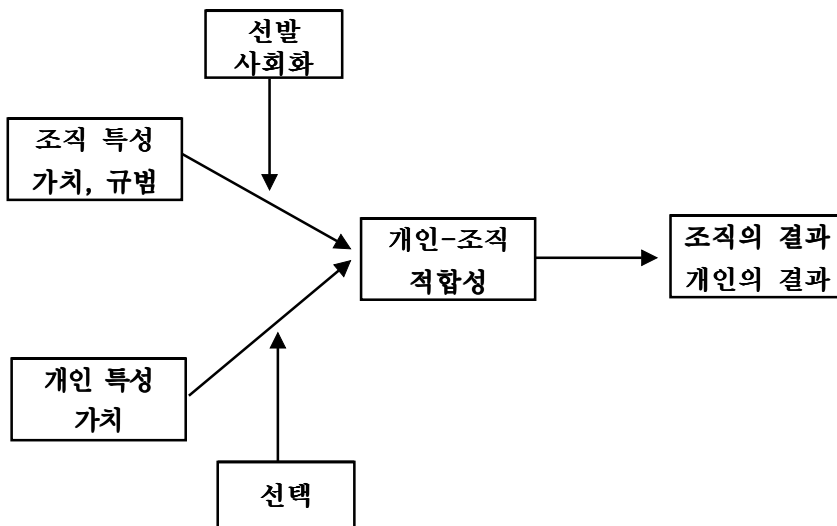 선발
사회화
조직 특성
가치, 규범
개인-조직
적합성
조직의 결과
개인의 결과
개인 특성
가치
선택